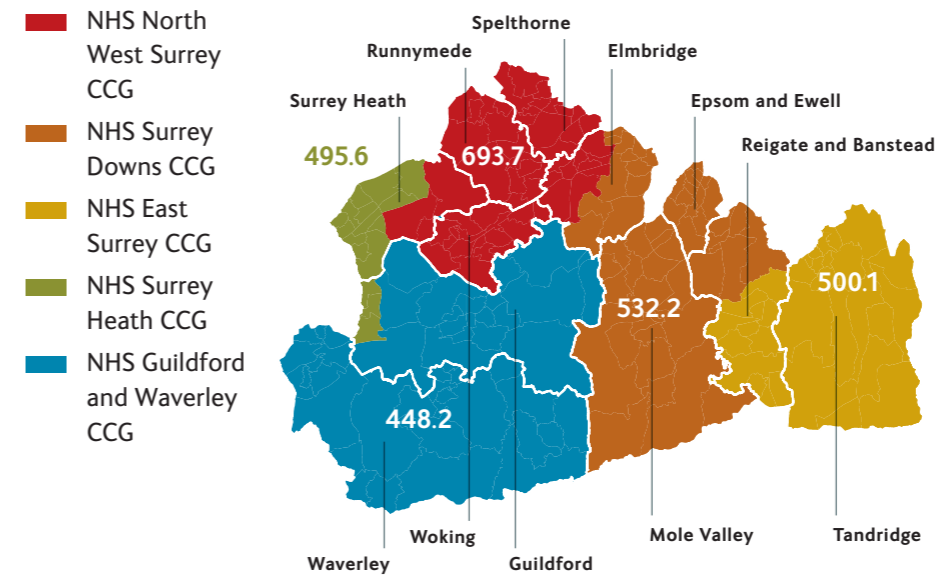 NHS North
West Surrey
CCG
NHS Surrey
Downs CCG
NHS East
Surrey CCG
NHS Surrey
Heath CCG
NHS Guildford
and Waverley
CCG
Spelthorne
Runnymede
Elmbridge
Surrey Heath
Epsom and Ewell
Reigate and Banstead
495.6
693.7
500.1
532.2
448.2
Woking
Mole Valley
Tandridge
Waverley
Guildford